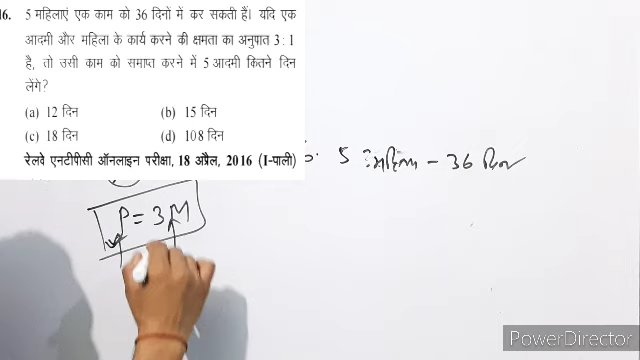 16. 5 महिलाएं एक काम को 36 दिनों में कर सकती हैं। यदि एक
आदमी और महिला के कार्य करने की क्षमता का अनुपात 3 : 1
है, तो उसी काम को समाप्त करने में 5 आदमी कितने दिन
लेंगे?
(a) 12 दिन (b) 15 दिन
(c) 18 दिन (d) 108 दिन
रेलवे एनटीपीसी ऑनलाइन परीक्षा, 18 अप्रैल, 2016 (I-पाली)
5 महिला – 36 दिन
P = 3M
PowerDirector